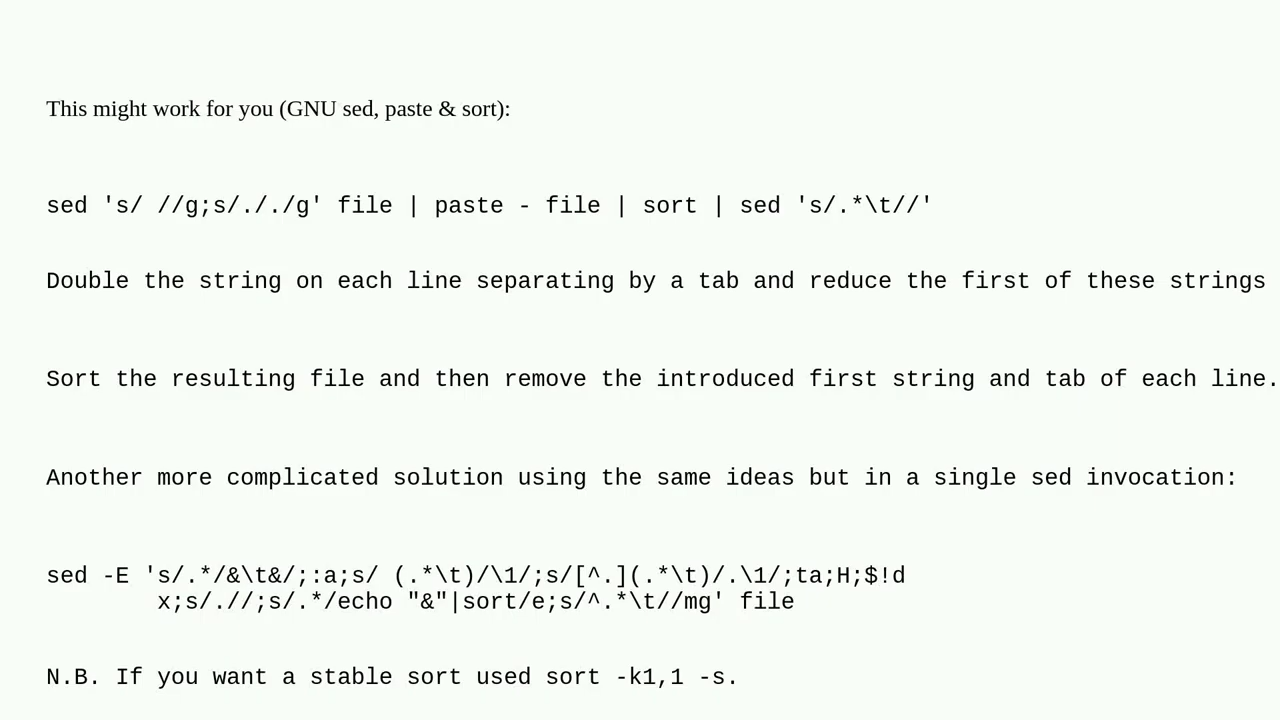 This might work for you (GNU sed, paste & sort):
sed 's/ //g;s/././g' file | paste - file | sort | sed 's/.*\t//'
Double the string on each line separating by a tab and reduce the first of these strings
Sort the resulting file and then remove the introduced first string and tab of each line.
Another more complicated solution using the same ideas but in a single sed invocation:
sed -E 's/.*/&\t&/;:a;s/ (.*\t)/\1/;s/[^.](.*\t)/.\1/;ta;H;$!d
        x;s/.//;s/.*/echo "&"|sort/e;s/^.*\t//mg' file
N.B. If you want a stable sort used sort -k1,1 -s.